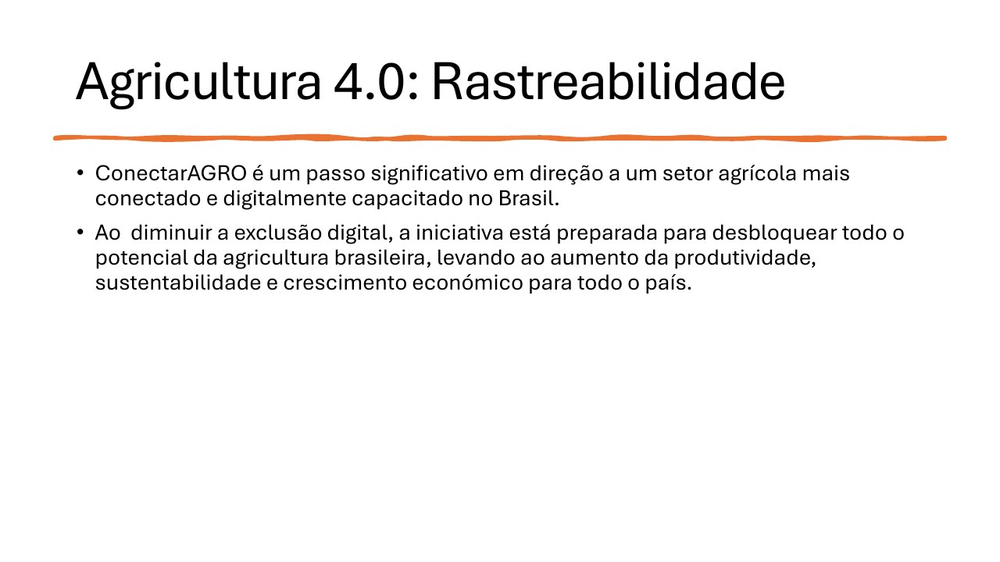 Agricultura 4.0: Rastreabilidade
• ConectarAGRO é um passo significativo em direção a um setor agrícola mais
conectado e digitalmente capacitado no Brasil.
• Ao  diminuir a exclusão digital, a iniciativa está preparada para desbloquear todo o
potencial da agricultura brasileira, levando ao aumento da produtividade,
sustentabilidade e crescimento económico para todo o país.